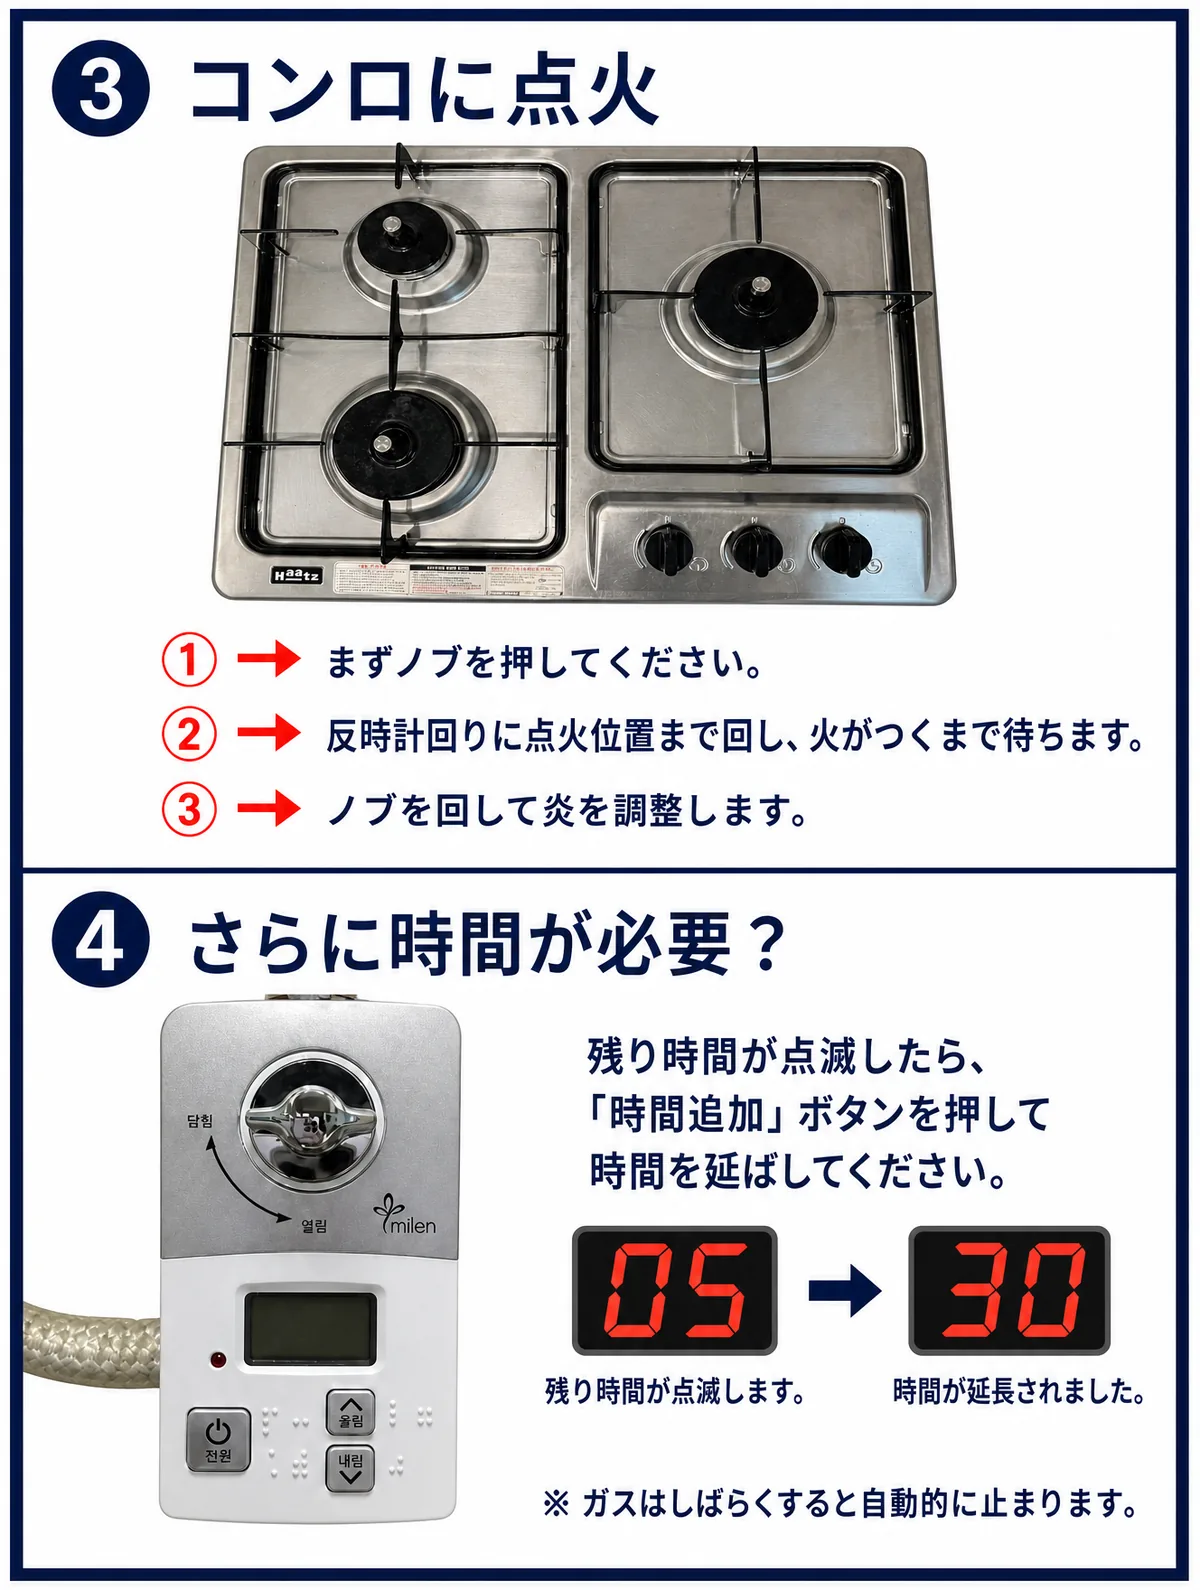 3 コンロに点火
Haatz
① → まずノブを押してください。
② → 反時計回りに点火位置まで回し、火がつくまで待ちます。
③ → ノブを回して炎を調整します。
4 さらに時間が必要？
담힘
열림
milen
전원
올림
내림
残り時間が点滅したら、
「時間追加」ボタンを押して
時間を延ばしてください。
05 → 30
残り時間が点滅します。
時間が延長されました。
※ ガスはしばらくすると自動的に止まります。